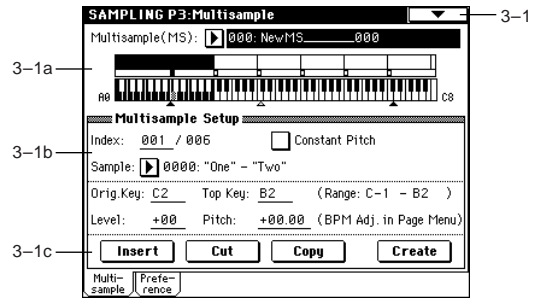 SAMPLING P3:Multisample
3–1
Multisample(MS): 000: NewMS_______000
3–1a
A0 C8
Multisample Setup
Index: 001 / 006 Constant Pitch
3–1b
Sample: 0000: "One" – "Two"
Orig.Key: C2 Top Key: B2 (Range: C-1 – B2 )
Level: +00 Pitch: +00.00 (BPM Adj. in Page Menu)
3–1c
Insert Cut Copy Create
Multi– Prefe–
sample rence